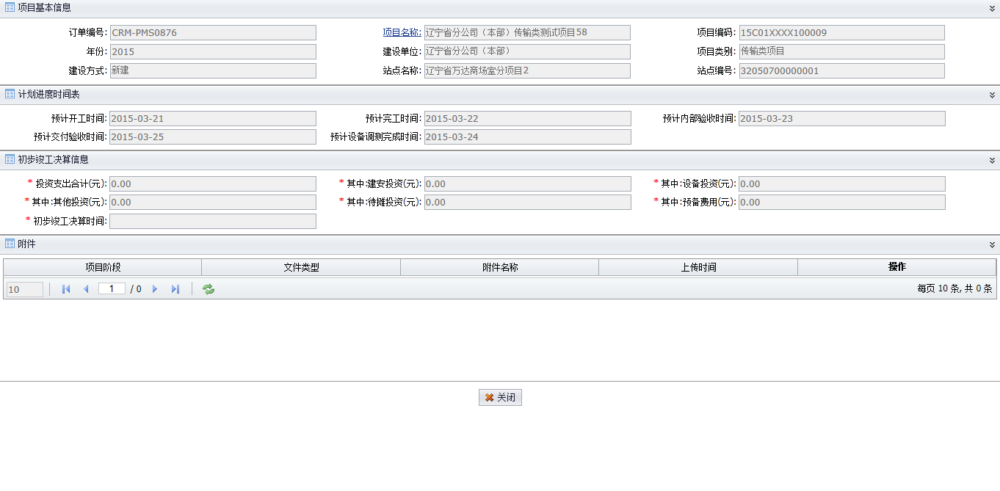 项目基本信息
订单编号: CRM-PMS0876 项目名称: 辽宁省分公司（本部）传输类测试项目58 项目编码: 15C01XXXX100009
年份: 2015 建设单位: 辽宁省分公司（本部） 项目类别: 传输类项目
建设方式: 新建 站点名称: 辽宁省万达商场室分项目2 站点编号: 32050700000001
计划进度时间表
预计开工时间: 2015-03-21 预计完工时间: 2015-03-22 预计内部验收时间: 2015-03-23
预计交付验收时间: 2015-03-25 预计设备调测完成时间: 2015-03-24
初步竣工决算信息
* 投资支出合计(元): 0.00 * 其中:建安投资(元): 0.00 * 其中:设备投资(元): 0.00
* 其中:其他投资(元): 0.00 * 其中:待摊投资(元): 0.00 * 其中:预备费用(元): 0.00
* 初步竣工决算时间:
附件
项目阶段 文件类型 附件名称 上传时间 操作
10 1 / 0 每页 10 条, 共 0 条
关闭